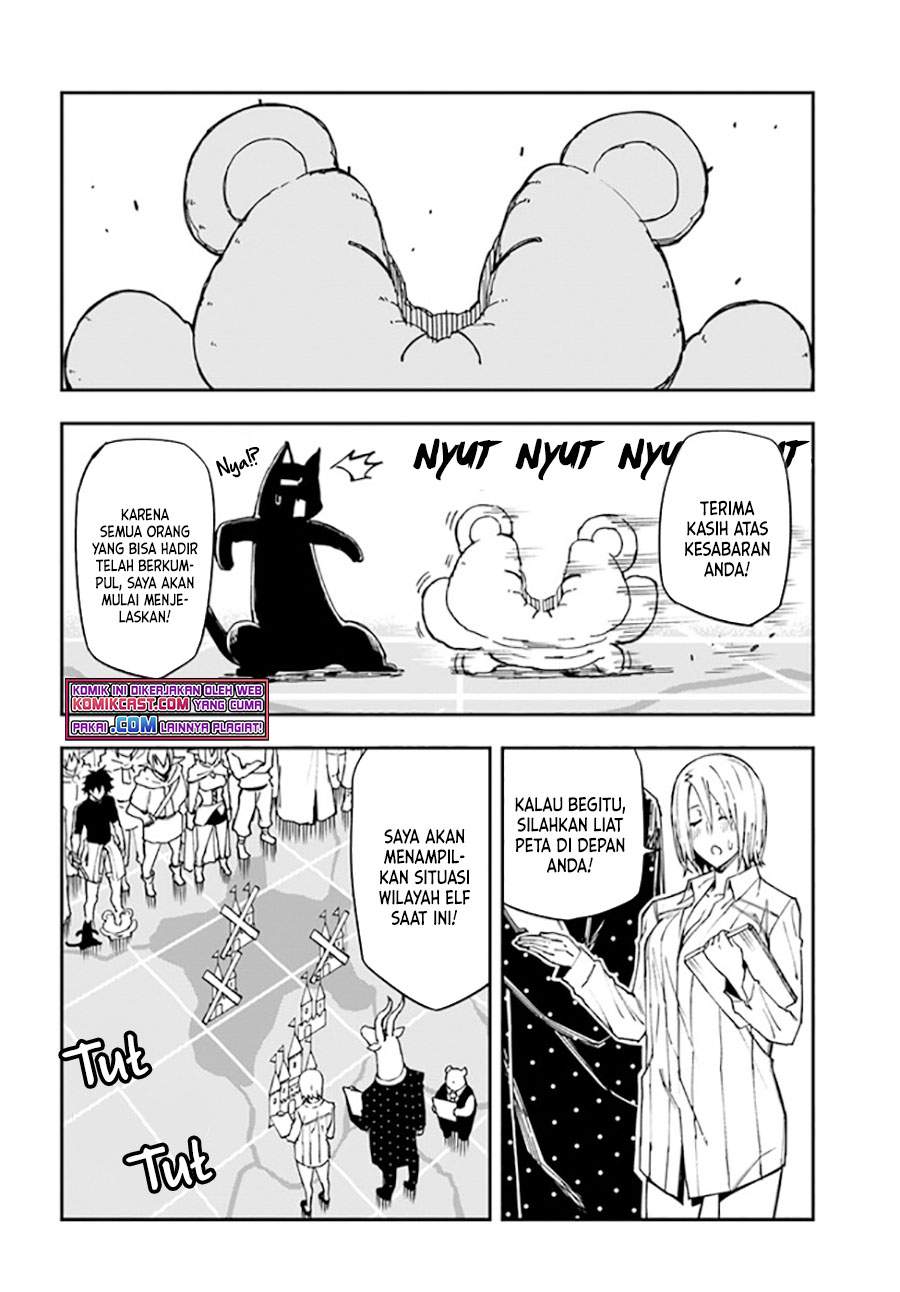 NYUT NYUT NYU T
TERIMA
KASIH ATAS
KESABARAN
ANDA!
Nya!?
KARENA
SEMUA ORANG
YANG BISA HADIR
TELAH BERKUM-
PUL, SAYA AKAN
MULAI MENJE-
LASKAN!
KOMIK INI DIKERJAKAN OLEH WEB
KOMIKCAST.COM YANG CUMA
PAKAI .COM LAINNYA PLAGIAT!
KALAU BEGITU,
SILAHKAN LIAT
PETA DI DEPAN
ANDA!
SAYA AKAN
MENAMPIL-
KAN SITUASI
WILAYAH ELF
SAAT INI!
Tut
Tut